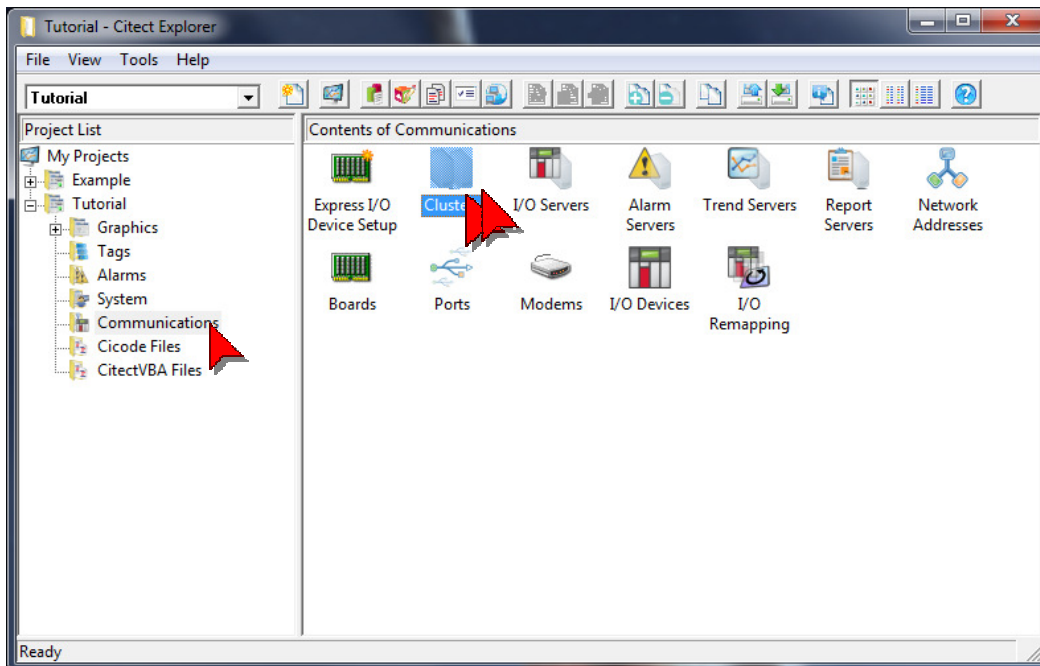 Tutorial - Citect Explorer
File View Tools Help
Tutorial
Project List
Contents of Communications
My Projects
Example
Tutorial
Graphics
Tags
Alarms
System
Communications
Cicode Files
CitectVBA Files
Express I/O
Device Setup
I/O Servers
Alarm
Servers
Trend Servers
Report
Servers
Network
Addresses
Boards
Ports
Modems
I/O Devices
I/O
Remapping
Ready